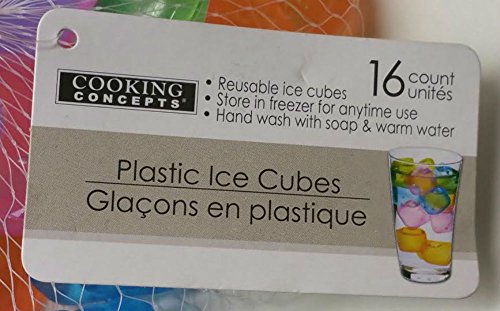 COOKING
CONCEPTS®
• Reusable ice cubes
• Store in freezer for anytime use
• Hand wash with soap & warm water
16 count
unités
Plastic Ice Cubes
Glaçons en plastique